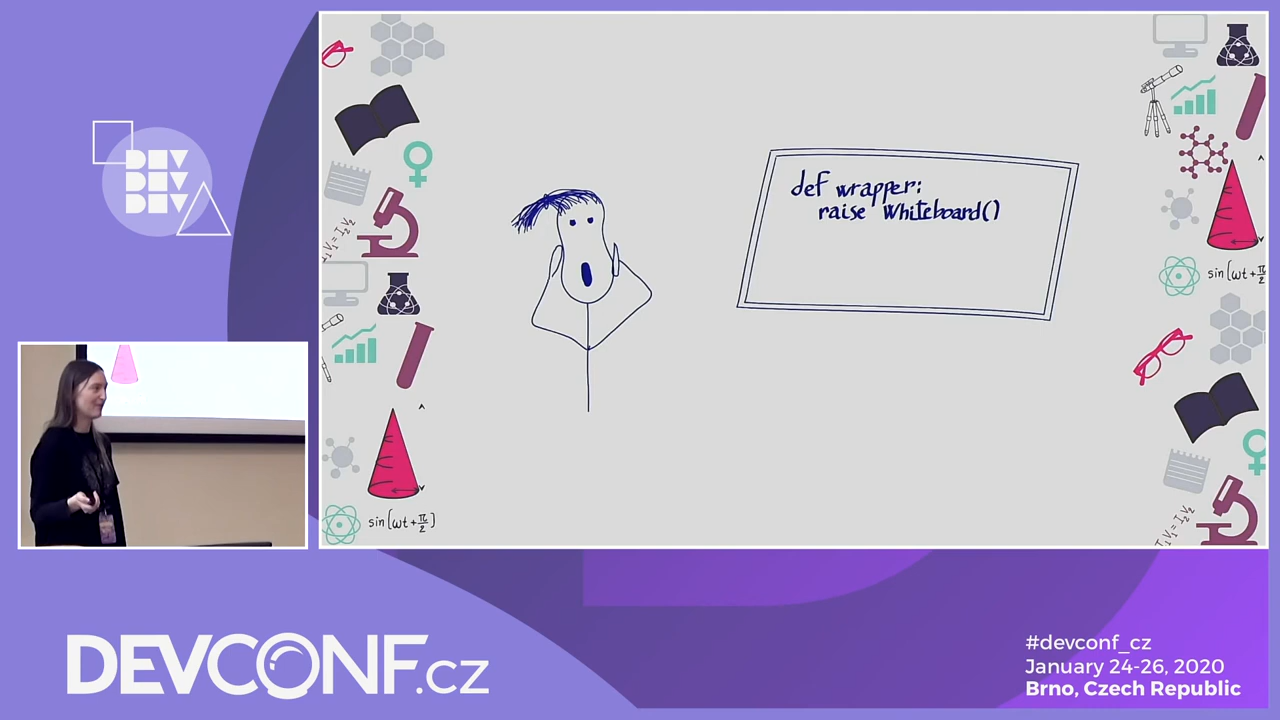 DEV
DEV
DEV
def wrapper:
raise Whiteboard()
sin(ωt+π/2)
sin(ωt+π/2)
DEVCONF.cz
#devconf_cz
January 24-26, 2020
Brno, Czech Republic